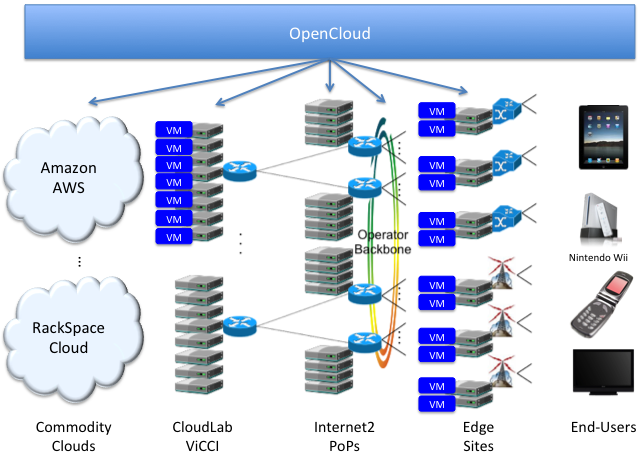 OpenCloud
Amazon
AWS
RackSpace
Cloud
VM
VM
VM
VM
VM
VM
VM
Operator
Backbone
VM
VM
VM
VM
VM
VM
VM
VM
VM
VM
VM
VM
Nintendo Wii
Commodity
Clouds
CloudLab
ViCCI
Internet2
PoPs
Edge
Sites
End-Users